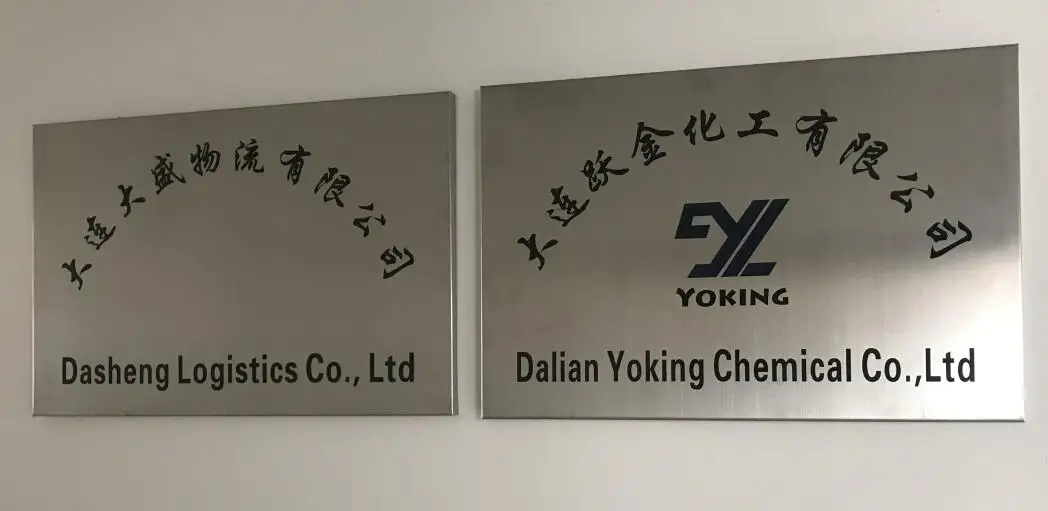 大连大盛物流有限公司
Dasheng Logistics Co., Ltd
大连跃金化工有限公司
YL
YOKING
Dalian Yoking Chemical Co.,Ltd